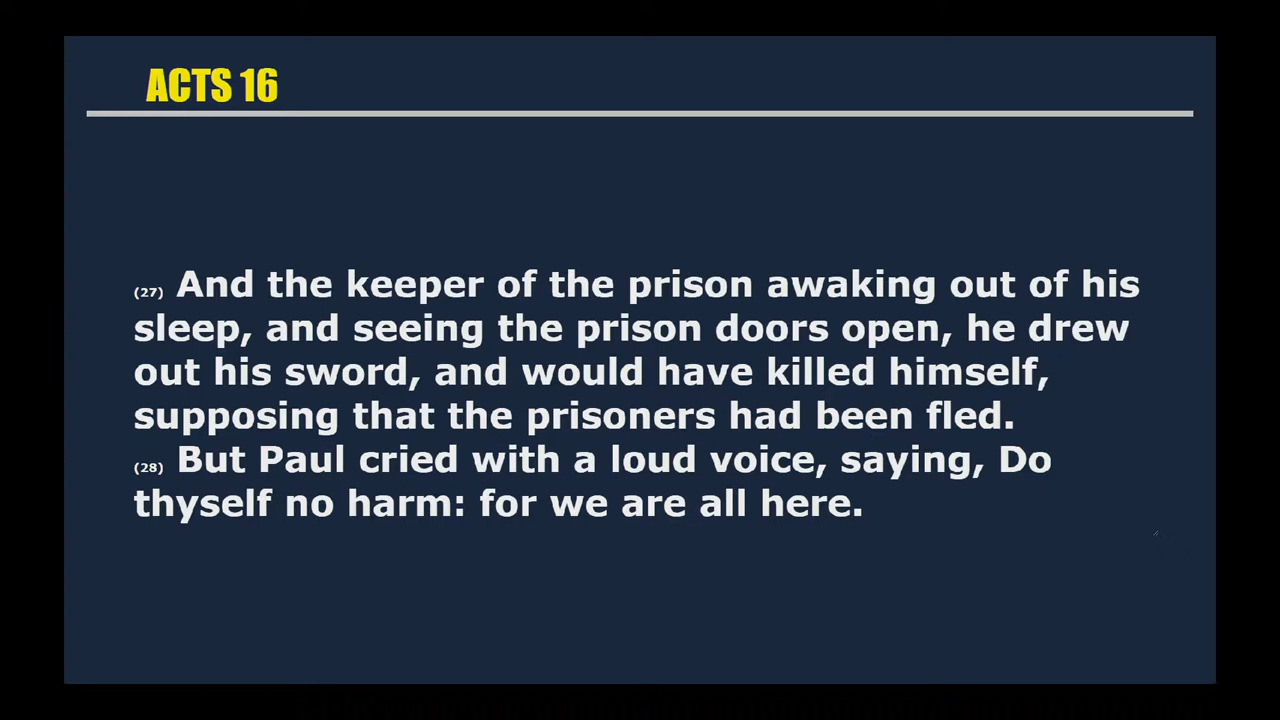 ACTS 16
(27) And the keeper of the prison awaking out of his
sleep, and seeing the prison doors open, he drew
out his sword, and would have killed himself,
supposing that the prisoners had been fled.
(28) But Paul cried with a loud voice, saying, Do
thyself no harm: for we are all here.